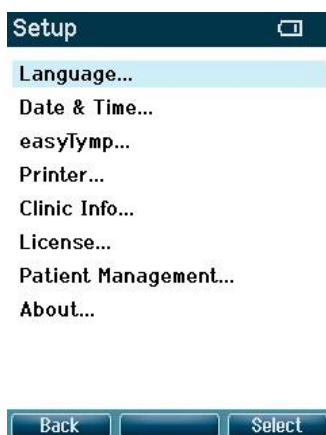 Setup
Language...
Date & Time...
easyTymp...
Printer...
Clinic Info...
License...
Patient Management...
About...
Back Select